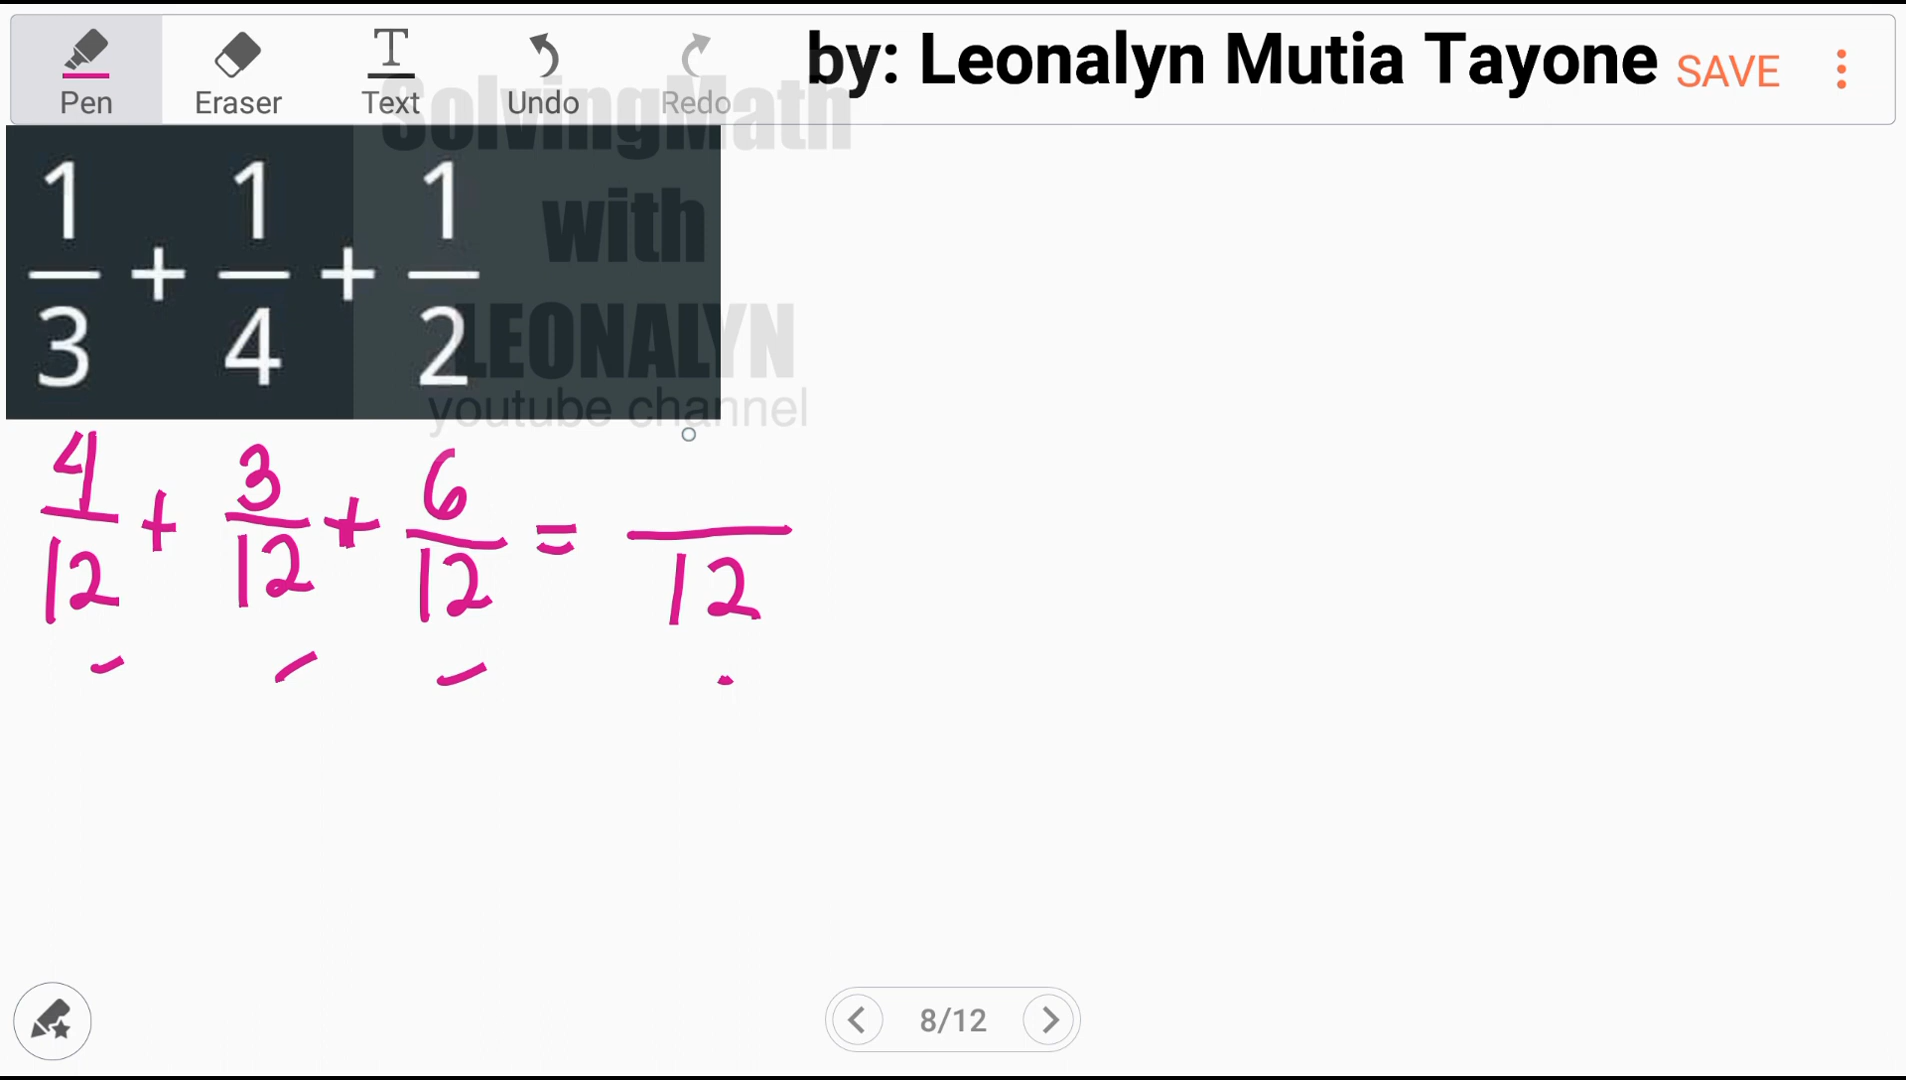 by: Leonalyn Mutia Tayone
SAVE
Pen Eraser Text Undo Redo
SolvingMath
with
LEONALYN
youtube channel
1/3 + 1/4 + 1/2
4/12 + 3/12 + 6/12 = /12
8/12